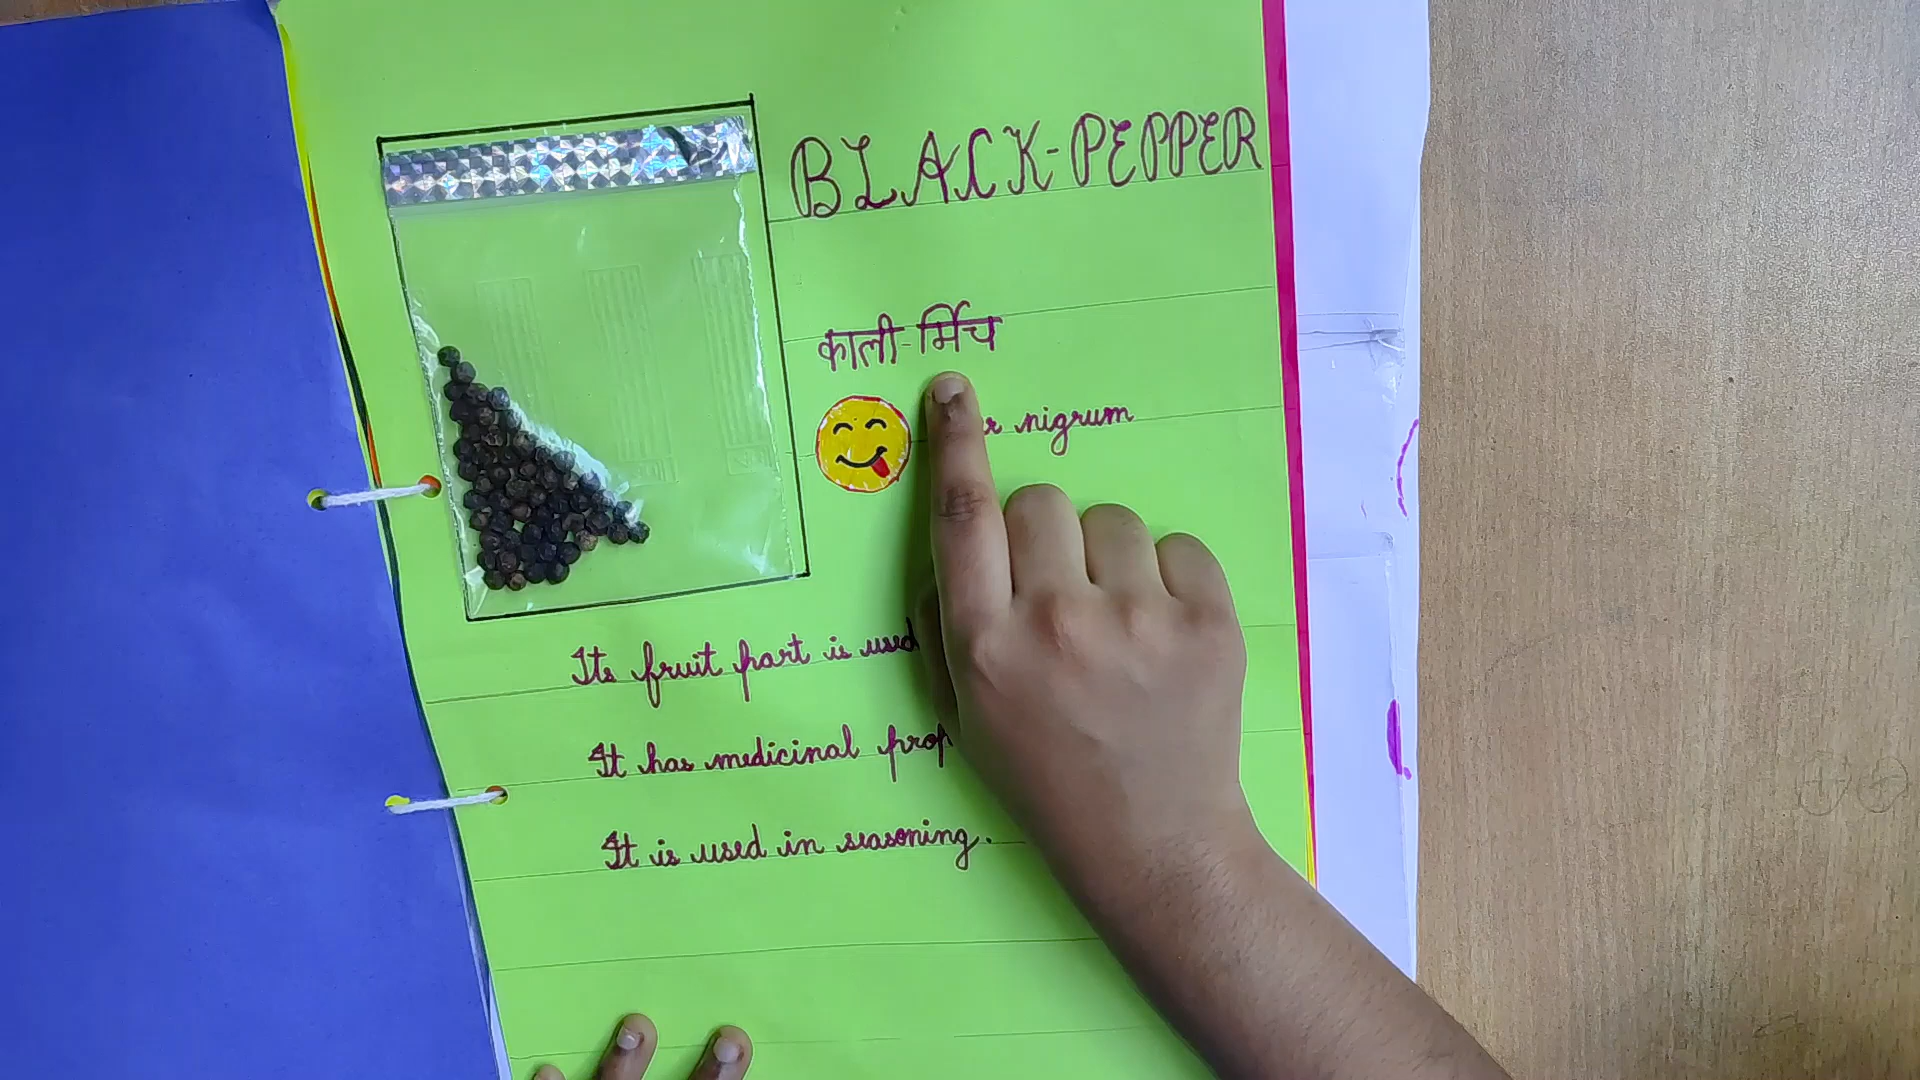 BLACK-PEPPER
काली-र्मिच
nigrum
Its fruit part is used
It has medicinal
It is used in seasoning.